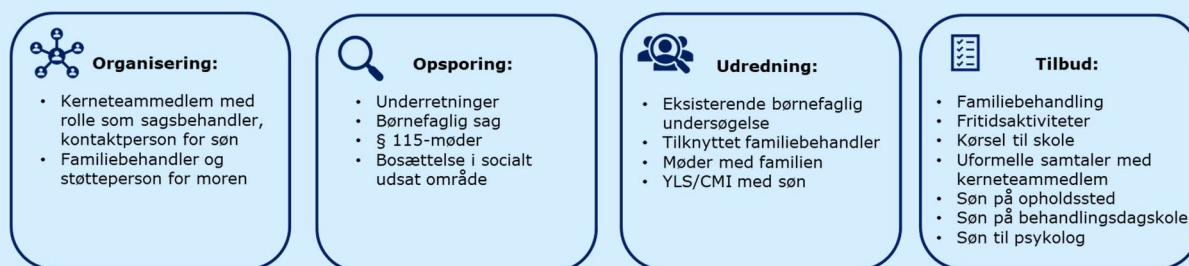 Organisering:
• Kerneteammedlem med
rolle som sagsbehandler,
kontaktperson for søn
• Familiebehandler og
støtteperson for moren
Opsporing:
• Underretninger
• Børnefaglig sag
• § 115-møder
• Bosættelse i socialt
udsat område
Udredning:
• Eksisterende børnefaglig
undersøgelse
• Tilknyttet familiebehandler
• Møder med familien
• YLS/CMI med søn
Tilbud:
• Familiebehandling
• Fritidsaktiviteter
• Kørsel til skole
• Uformelle samtaler med
kerneteammedlem
• Søn på opholdssted
• Søn på behandlingsdagskole
• Søn til psykolog